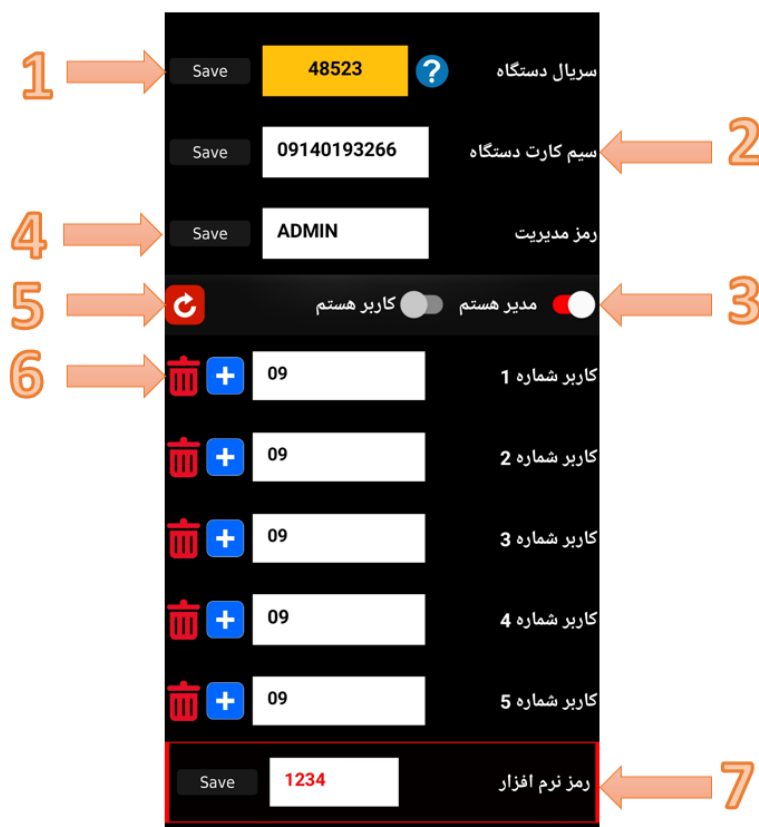 1 Save 48523 ? سریال دستگاه
Save 09140193266 سیم کارت دستگاه 2
4 Save ADMIN رمز مدیریت
5 کاربر هستم مدیر هستم 3
6 + 09 کاربر شماره 1
+ 09 کاربر شماره 2
+ 09 کاربر شماره 3
+ 09 کاربر شماره 4
+ 09 کاربر شماره 5
Save 1234 رمز نرم افزار 7